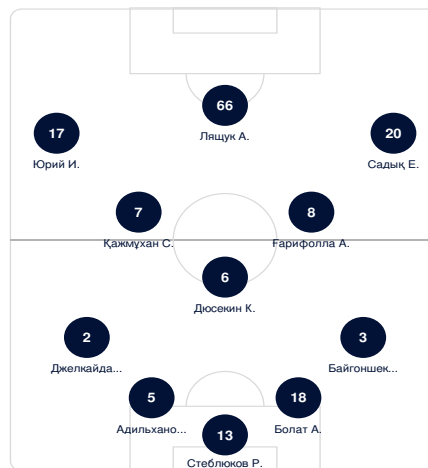 66
Лящук А.
17
Юрий И.
20
Садық Е.
7
Қажмұхан С.
8
Ғарифолла А.
6
Дюсекин К.
2
Джелкайда...
3
Байгоншек...
5
Адильхано...
18
Болат А.
13
Стеблюков Р.